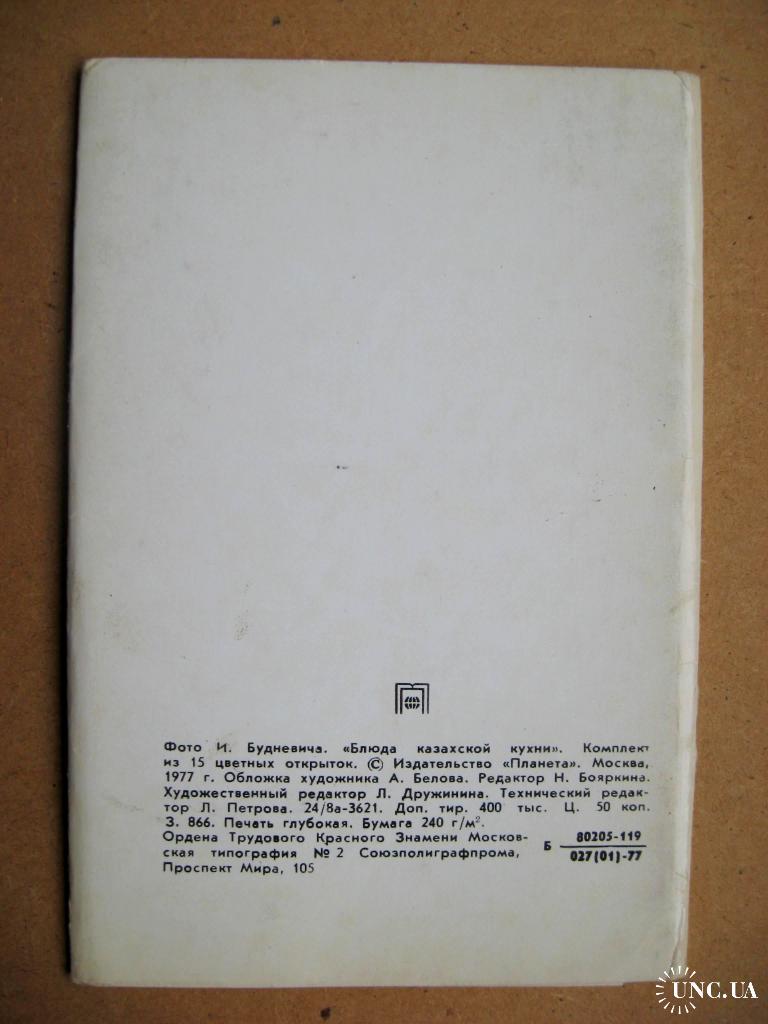 Фото И. Будневича. «Блюда казахской кухни». Комплект
из 15 цветных открыток. © Издательство «Планета». Москва,
1977 г. Обложка художника А. Белова. Редактор Н. Бояркина.
Художественный редактор Л. Дружинина. Технический редак-
тор Л. Петрова. 24/8а-3621. Доп. тир. 400 тыс. Ц. 50 коп.
З. 866. Печать глубокая. Бумага 240 г/м².
Ордена Трудового Красного Знамени Москов-
ская типография №2 Союзполиграфпрома,
Проспект Мира, 105
Б 80205-119
027(01)-77
UNC.UA